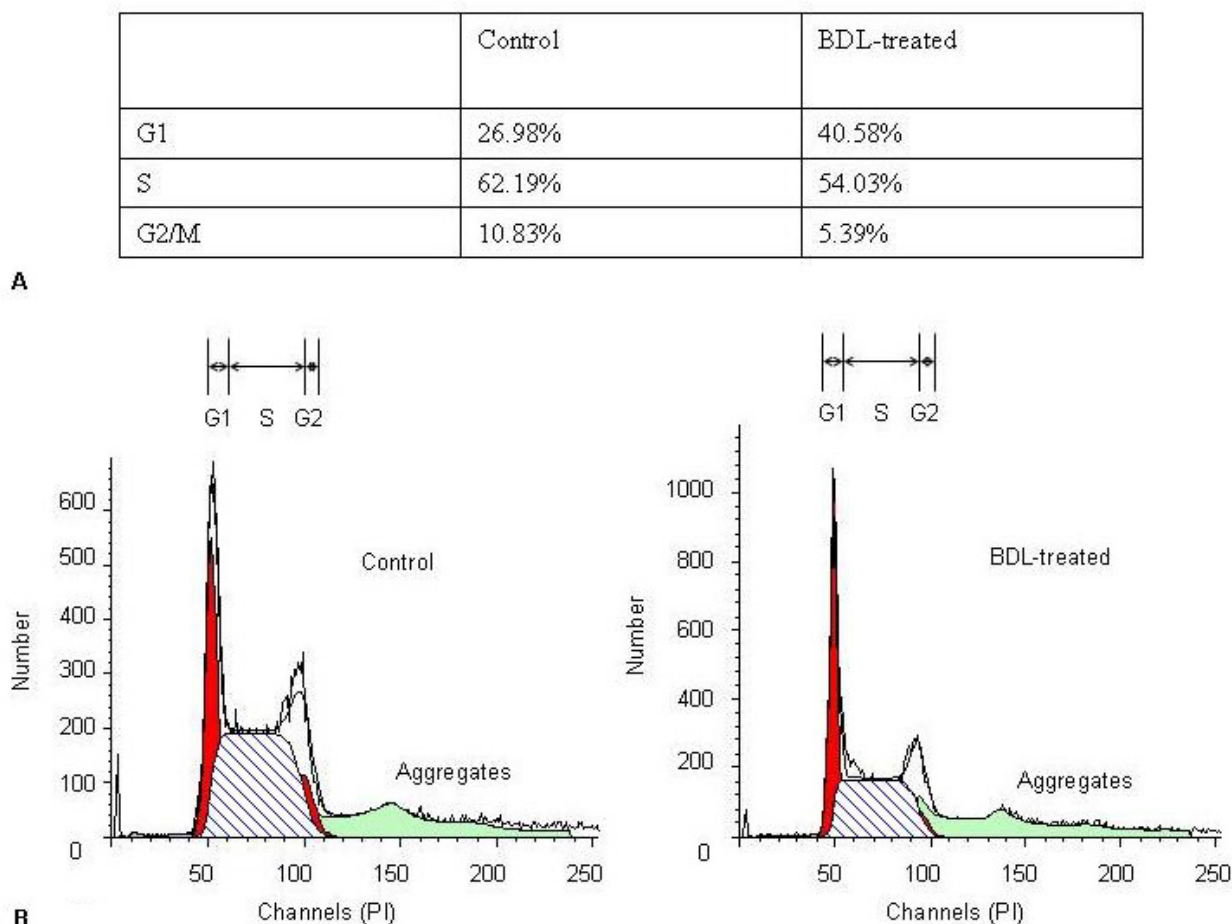 Control BDL-treated
G1 26.98% 40.58%
S 62.19% 54.03%
G2/M 10.83% 5.39%
A
G1 S G2
600
500
400
300
200
100
0
Number
Control
Aggregates
50 100 150 200 250
Channels (PI)
G1 S G2
1000
800
600
400
200
0
Number
BDL-treated
Aggregates
50 100 150 200 250
Channels (PI)
B